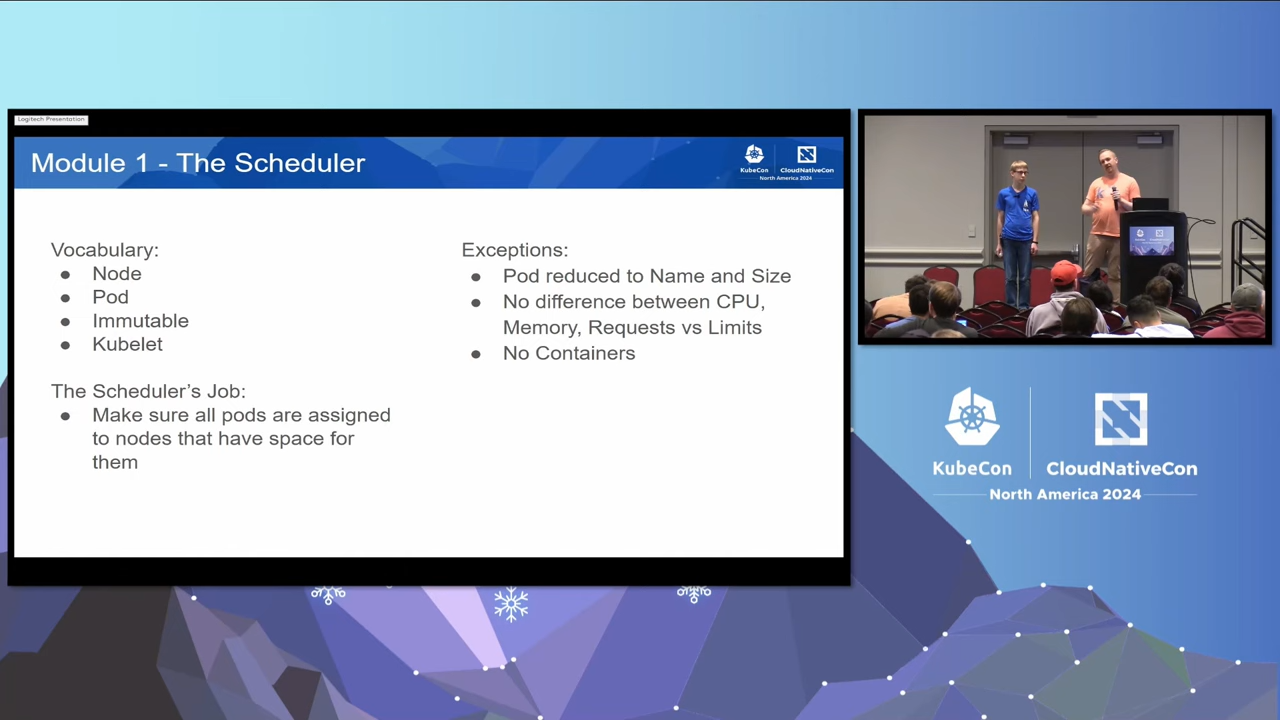 Logitech Presentation
Module 1 - The Scheduler
KubeCon
CloudNativeCon
North America 2024
Vocabulary:
● Node
● Pod
● Immutable
● Kubelet
The Scheduler's Job:
● Make sure all pods are assigned
to nodes that have space for
them
Exceptions:
● Pod reduced to Name and Size
● No difference between CPU,
Memory, Requests vs Limits
● No Containers
KubeCon
CloudNativeCon
North America 2024